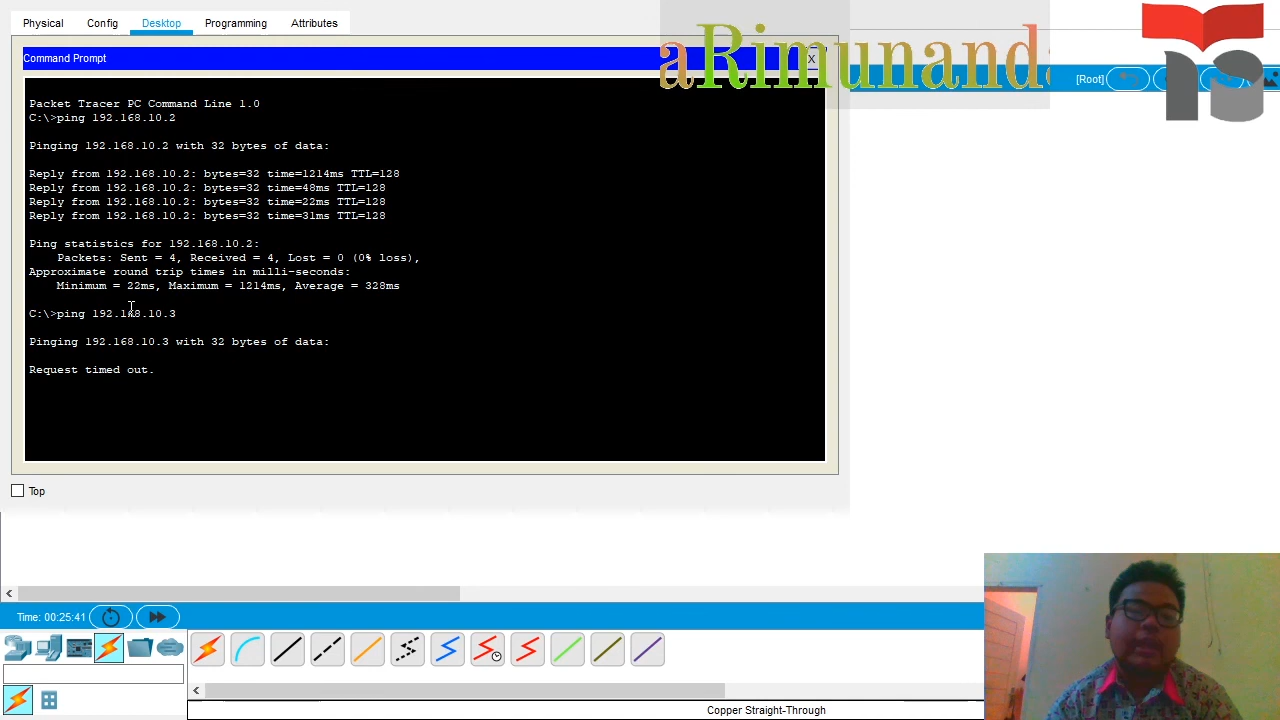 Physical Config Desktop Programming Attributes
aRimunand
Command Prompt
X
[Root]
Packet Tracer PC Command Line 1.0
C:\>ping 192.168.10.2
Pinging 192.168.10.2 with 32 bytes of data:
Reply from 192.168.10.2: bytes=32 time=1214ms TTL=128
Reply from 192.168.10.2: bytes=32 time=48ms TTL=128
Reply from 192.168.10.2: bytes=32 time=22ms TTL=128
Reply from 192.168.10.2: bytes=32 time=31ms TTL=128
Ping statistics for 192.168.10.2:
Packets: Sent = 4, Received = 4, Lost = 0 (0% loss),
Approximate round trip times in milli-seconds:
Minimum = 22ms, Maximum = 1214ms, Average = 328ms
C:\>ping 192.168.10.3
Pinging 192.168.10.3 with 32 bytes of data:
Request timed out.
Top
Time: 00:25:41
Copper Straight-Through